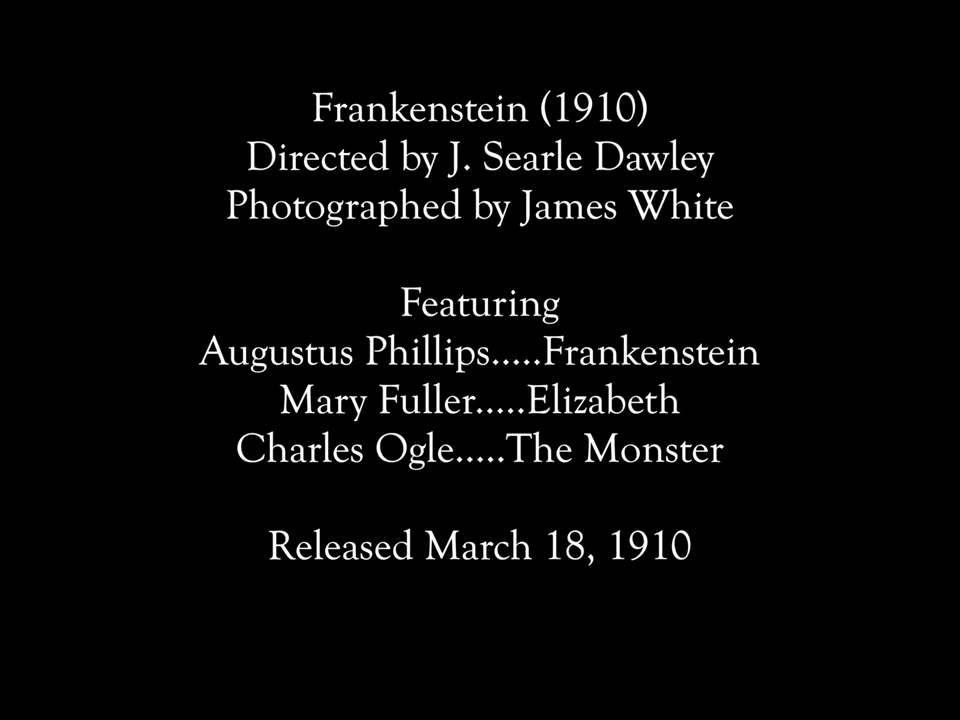 Frankenstein (1910)
Directed by J. Searle Dawley
Photographed by James White
Featuring
Augustus Phillips.....Frankenstein
Mary Fuller.....Elizabeth
Charles Ogle.....The Monster
Released March 18, 1910